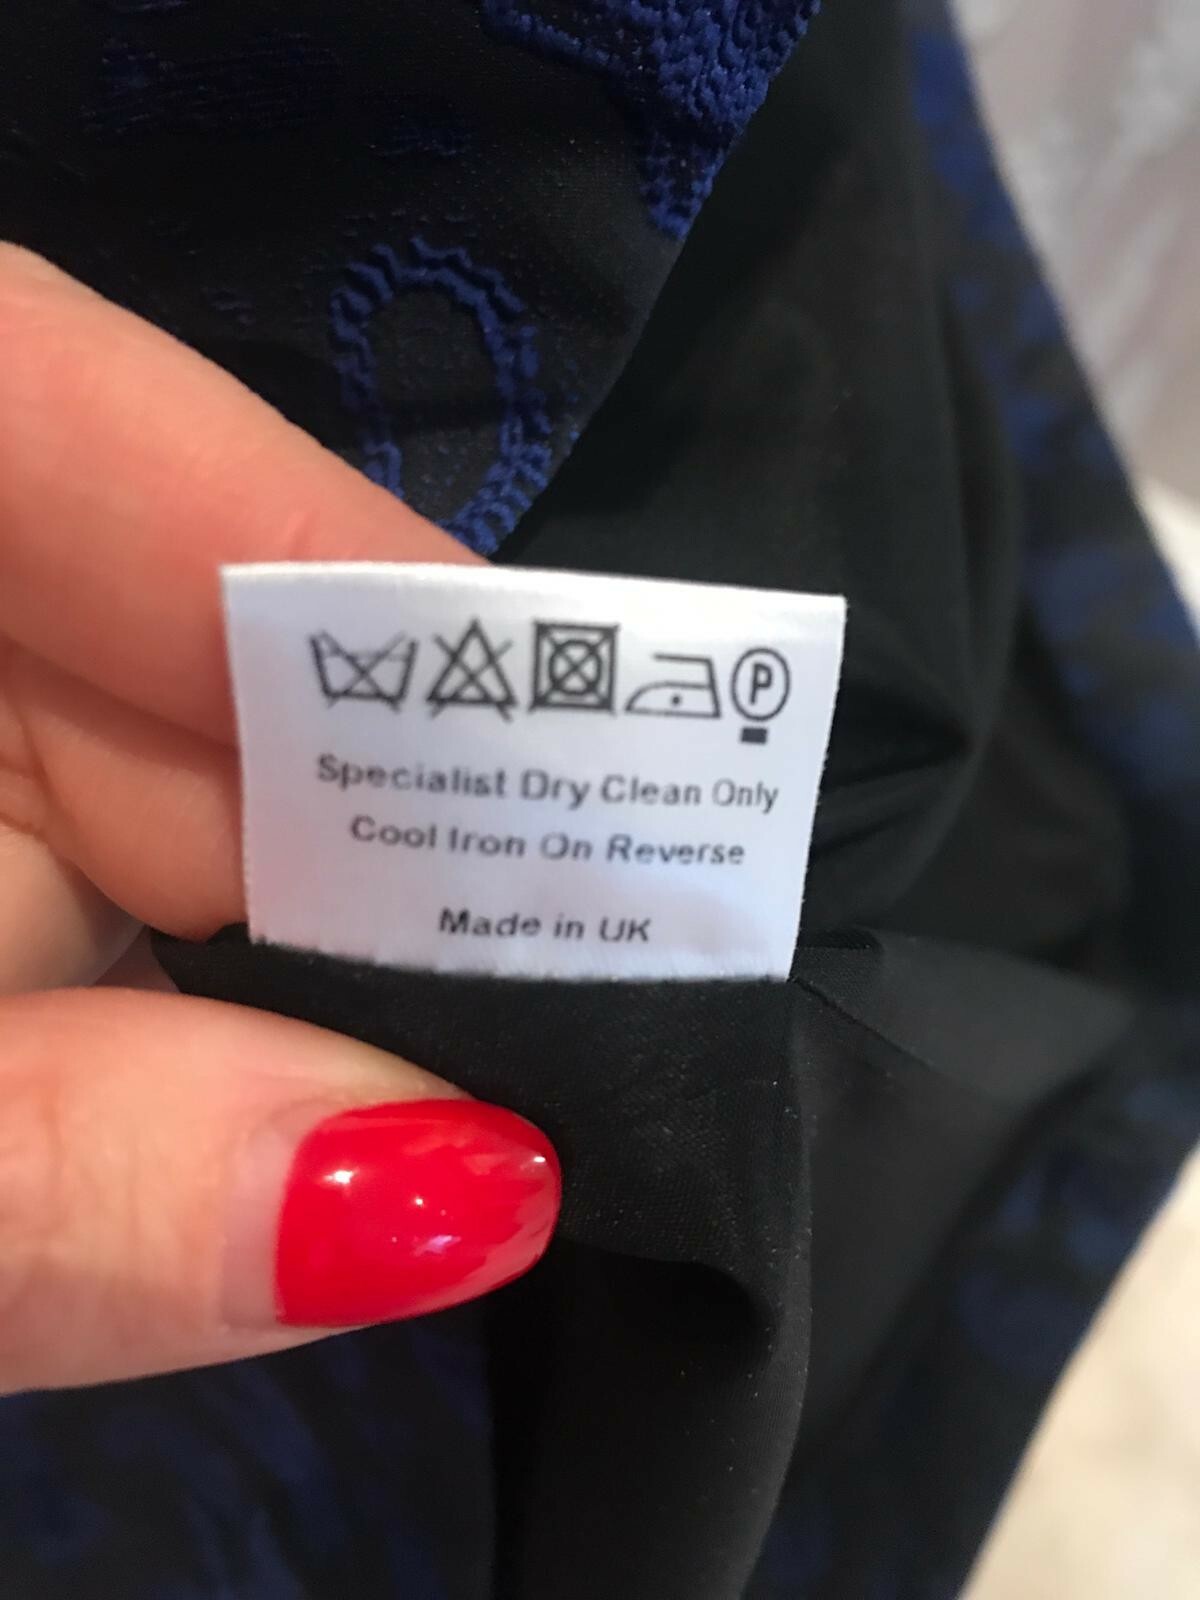 P
Specialist Dry Clean Only
Cool Iron On Reverse
Made in UK